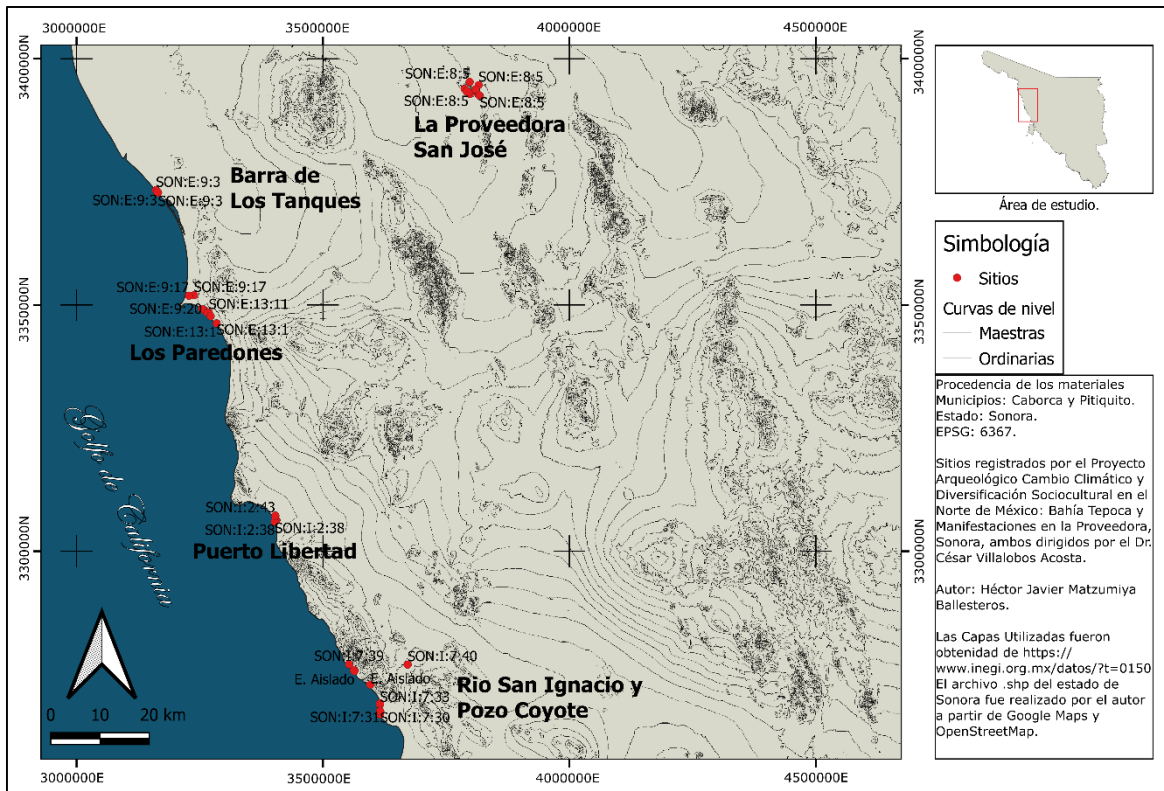 3000000E
3500000E
4000000E
4500000E
3400000N
3350000N
3300000N
3400000N
3350000N
3300000N
SON:E:8:5
SON:E:8:5
SON:E:8:5
SON:E:8:5
La Proveedora
San José
SON:E:9:3
SON:E:9:3
SON:E:9:3
Barra de
Los Tanques
SON:E:9:17
SON:E:9:17
SON:E:9:20
SON:E:13:11
SON:E:13:1
SON:E:13:1
Los Paredones
Golfo de California
SON:I:2:43
SON:I:2:38
SON:I:2:38
Puerto Libertad
SON:I:7:39
SON:I:7:40
E. Aislado
E. Aislado
SON:I:7:33
SON:I:7:31
SON:I:7:30
Rio San Ignacio y
Pozo Coyote
0 10 20 km
3000000E
3500000E
4000000E
4500000E
Área de estudio.
Simbología
Sitios
Curvas de nivel
Maestras
Ordinarias
Procedencia de los materiales
Municipios: Caborca y Pitiquito.
Estado: Sonora.
EPSG: 6367.
Sitios registrados por el Proyecto
Arqueológico Cambio Climático y
Diversificación Sociocultural en el
Norte de México: Bahía Tepoca y
Manifestaciones en la Proveedora,
Sonora, ambos dirigidos por el Dr.
César Villalobos Acosta.
Autor: Héctor Javier Matzumiya
Ballesteros.
Las Capas Utilizadas fueron
obtenidad de https://
www.inegi.org.mx/datos/?t=0150
El archivo .shp del estado de
Sonora fue realizado por el autor
a partir de Google Maps y
OpenStreetMap.